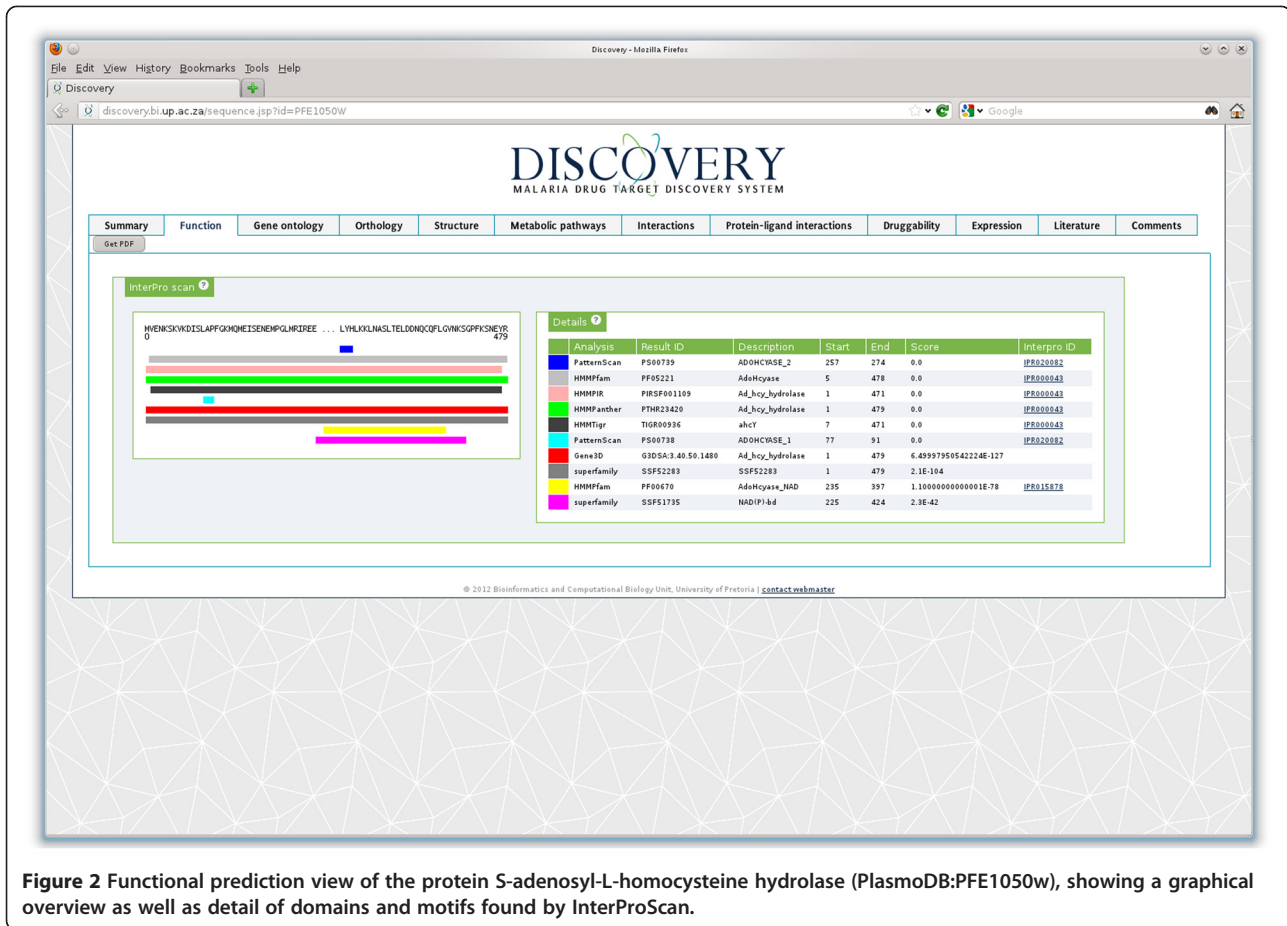 Discovery - Mozilla Firefox
File Edit View History Bookmarks Tools Help
Discovery
discovery.bi.up.ac.za/sequence.jsp?id=PFE1050W
Google
DISCOVERY
MALARIA DRUG TARGET DISCOVERY SYSTEM
Summary Function Gene ontology Orthology Structure Metabolic pathways Interactions Protein-ligand interactions Druggability Expression Literature Comments
Get PDF
InterPro scan ?
MVENKSKVKDISLAPFGKMQMEISENEMPGLMRIREE ... LYHLKKLNASLTELDDNQCQFLGVNKSGPFKSNEYR
0 479
Details ?
Analysis Result ID Description Start End Score Interpro ID
PatternScan PS00739 ADOHCYASE_2 257 274 0.0 IPR020082
HMMPfam PF05221 AdoHcyase 5 478 0.0 IPR000043
HMMPIR PIRSF001109 Ad_hcy_hydrolase 1 471 0.0 IPR000043
HMMPanther PTHR23420 Ad_hcy_hydrolase 1 479 0.0 IPR000043
HMMTigr TIGR00936 ahcY 7 471 0.0 IPR000043
PatternScan PS00738 ADOHCYASE_1 77 91 0.0 IPR020082
Gene3D G3DSA:3.40.50.1480 Ad_hcy_hydrolase 1 479 6.49997950542224E-127
superfamily SSF52283 SSF52283 1 479 2.1E-104
HMMPfam PF00670 AdoHcyase_NAD 235 397 1.10000000000001E-78 IPR015878
superfamily SSF51735 NAD(P)-bd 225 424 2.3E-42
© 2012 Bioinformatics and Computational Biology Unit, University of Pretoria | contact webmaster
Figure 2 Functional prediction view of the protein S-adenosyl-L-homocysteine hydrolase (PlasmoDB:PFE1050w), showing a graphical
overview as well as detail of domains and motifs found by InterProScan.